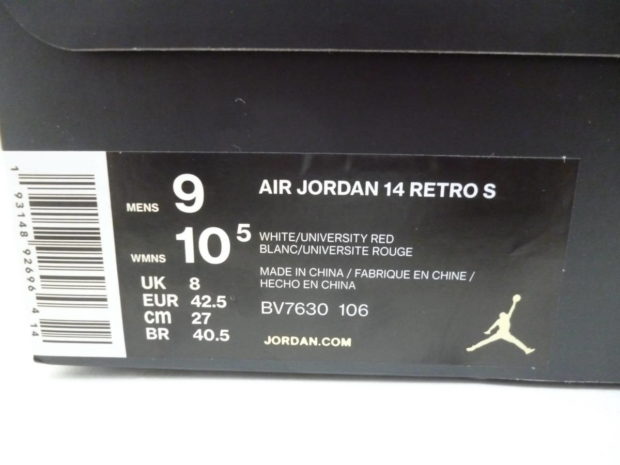 1 93148 92696 4 14
MENS 9
WMNS 10 5
UK 8
EUR 42.5
cm 27
BR 40.5
AIR JORDAN 14 RETRO S
WHITE/UNIVERSITY RED
BLANC/UNIVERSITE ROUGE
MADE IN CHINA / FABRIQUE EN CHINE /
HECHO EN CHINA
BV7630 106
JORDAN.COM